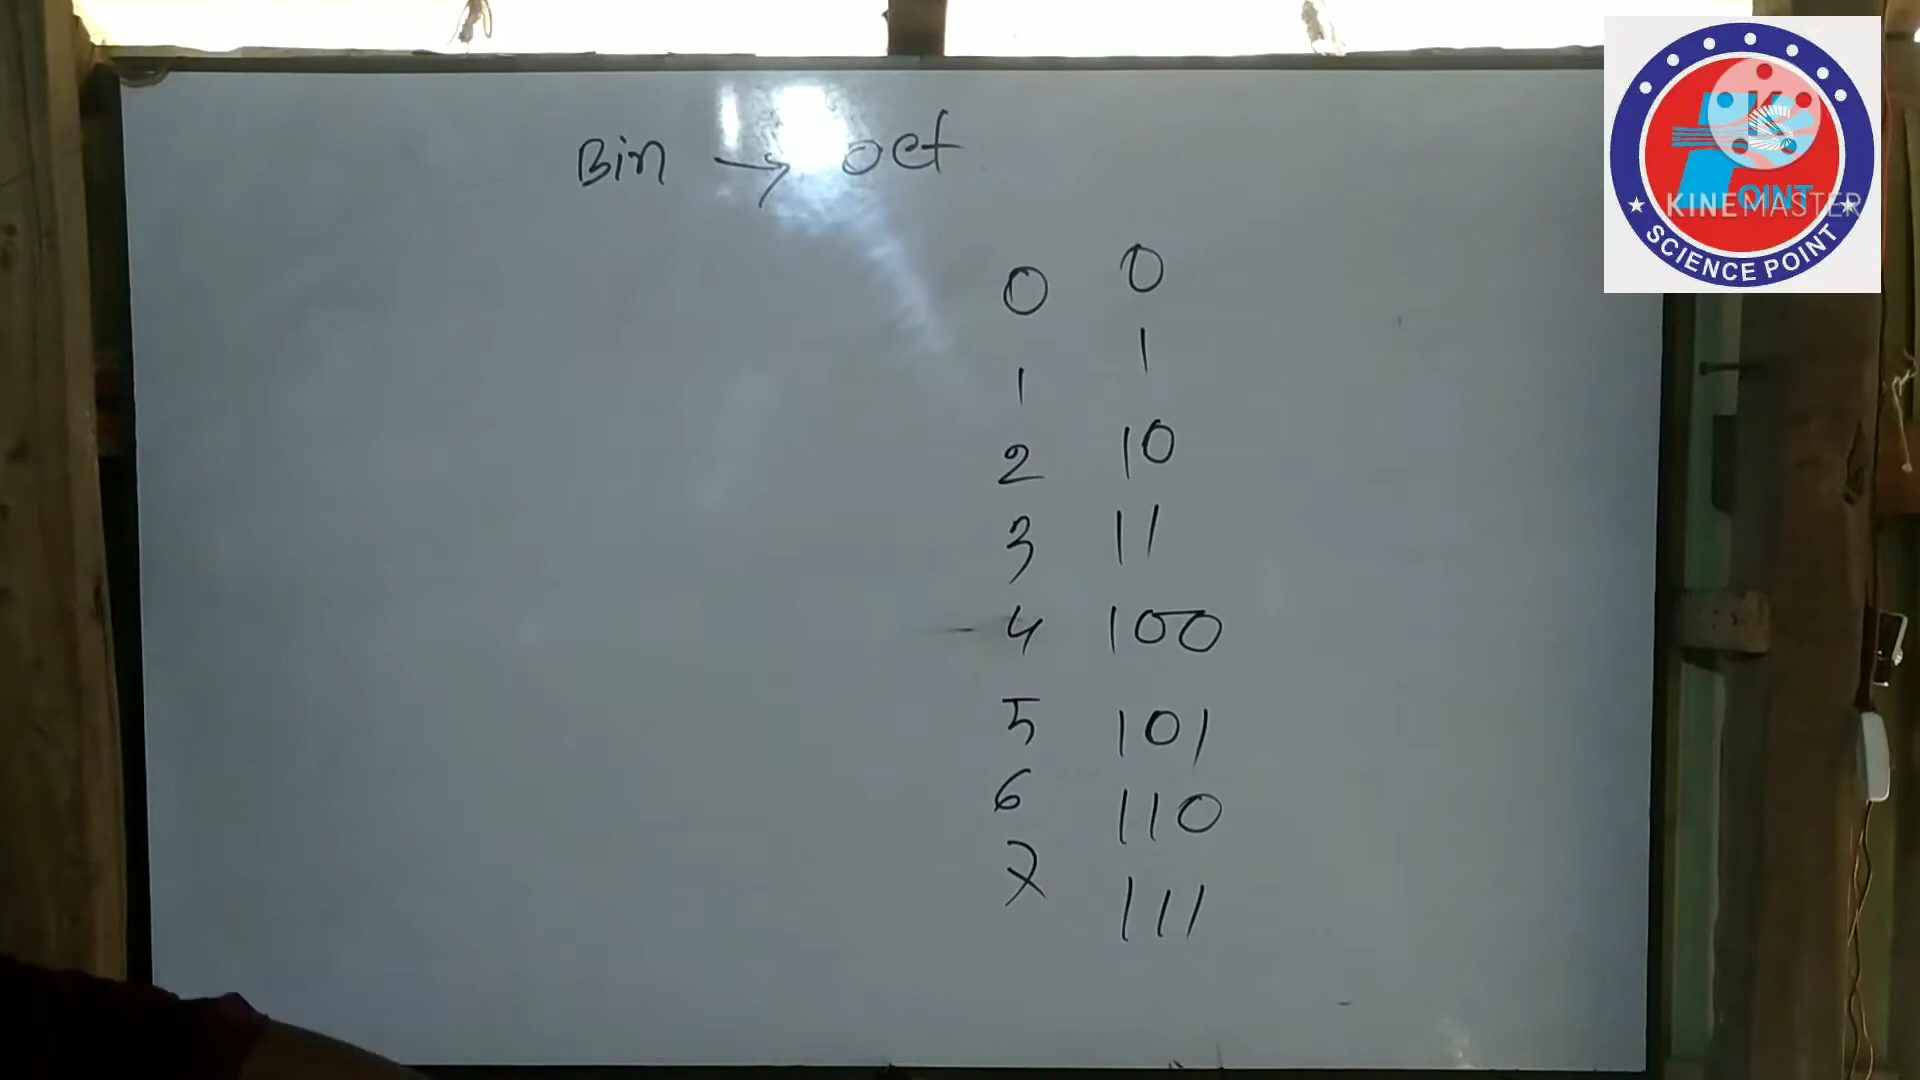 Bin → oct
0 0
1 1
2 10
3 11
4 100
5 101
6 110
7 111
K
POINT
KINEMASTER
SCIENCE POINT